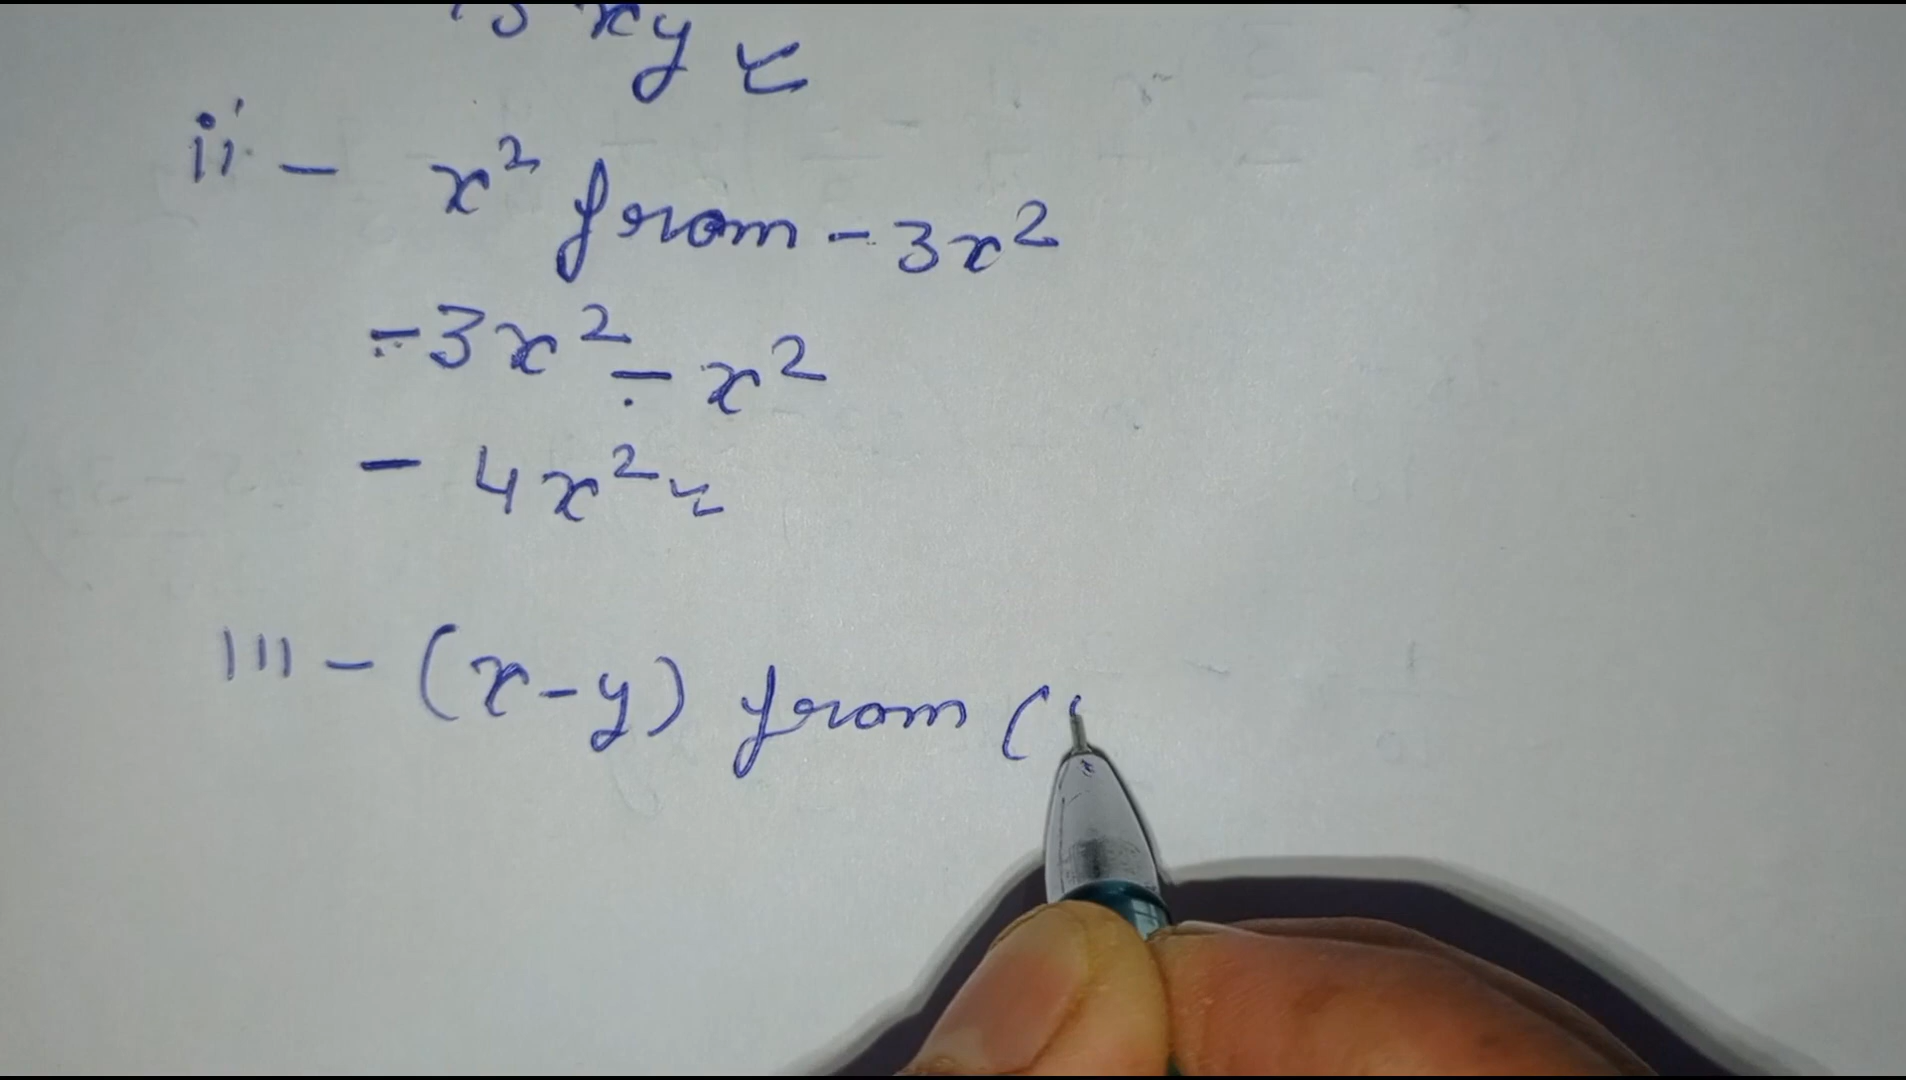 xy
ii - x² from - 3x²
- 3x² - x²
- 4x²
iii - (x-y) from (